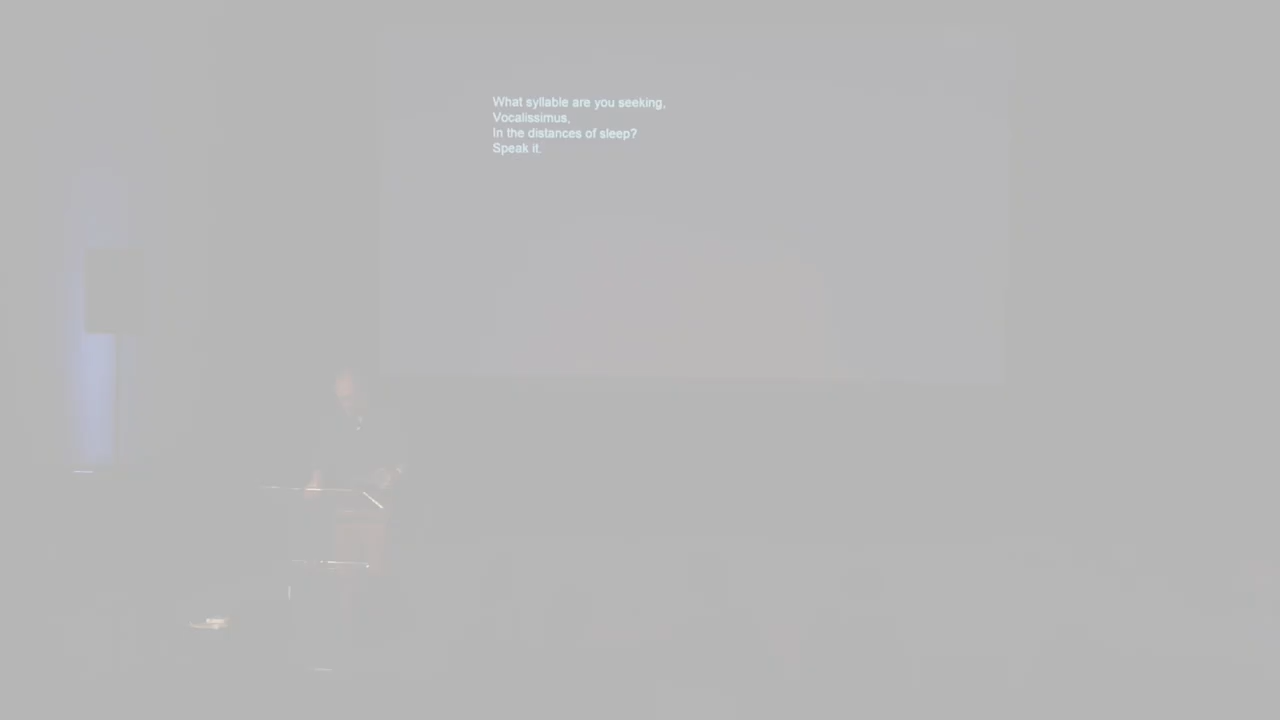 What syllable are you seeking,
Vocalissimus,
In the distances of sleep?
Speak it.